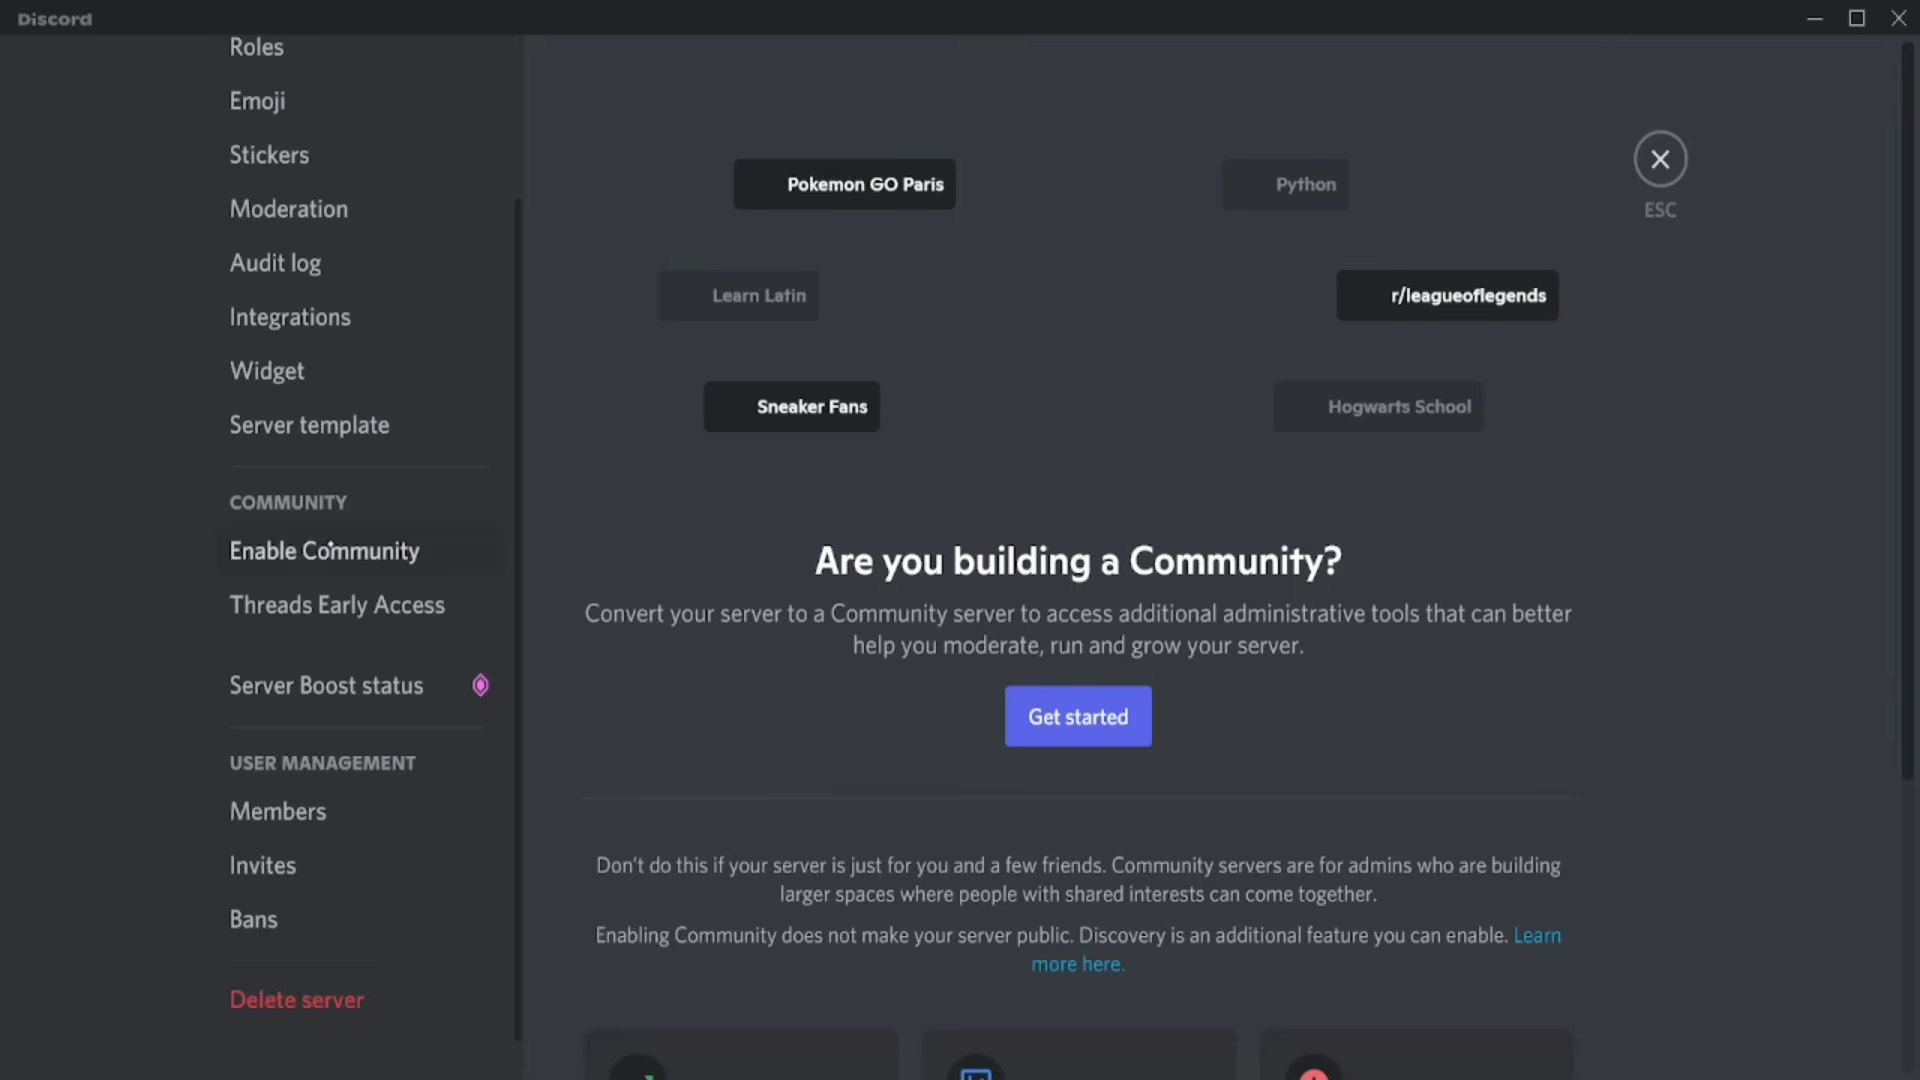 Discord
Roles
Emoji
Stickers
Moderation
Audit log
Integrations
Widget
Server template
COMMUNITY
Enable Community
Threads Early Access
Server Boost status
USER MANAGEMENT
Members
Invites
Bans
Delete server
Pokemon GO Paris
Python
ESC
Learn Latin
r/leagueoflegends
Sneaker Fans
Hogwarts School
Are you building a Community?
Convert your server to a Community server to access additional administrative tools that can better
help you moderate, run and grow your server.
Get started
Don't do this if your server is just for you and a few friends. Community servers are for admins who are building
larger spaces where people with shared interests can come together.
Enabling Community does not make your server public. Discovery is an additional feature you can enable. Learn
more here.